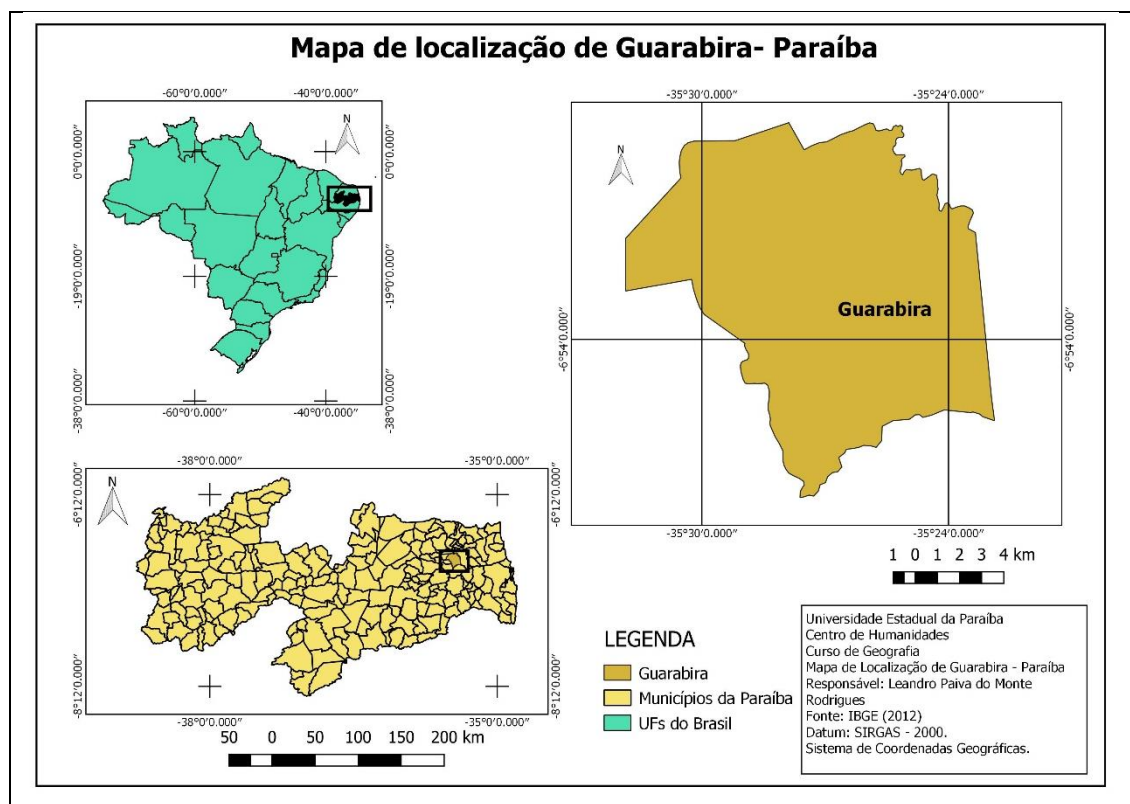 Mapa de localização de Guarabira- Paraíba
-60°0'0.000" -40°0'0.000"
N
0°0'0.000" 0°0'0.000"
-19°0'0.000" -19°0'0.000"
-38°0'0.000" -38°0'0.000"
-60°0'0.000" -40°0'0.000"
-35°30'0.000" -35°24'0.000"
N
Guarabira
-6°54'0.000" -6°54'0.000"
-35°30'0.000" -35°24'0.000"
1 0 1 2 3 4 km
-38°0'0.000" -35°0'0.000"
N
-6°12'0.000" -6°12'0.000"
-8°12'0.000" -8°12'0.000"
-38°0'0.000" -35°0'0.000"
50 0 50 100 150 200 km
LEGENDA
Guarabira
Municípios da Paraíba
UFs do Brasil
Universidade Estadual da Paraíba
Centro de Humanidades
Curso de Geografia
Mapa de Localização de Guarabira - Paraíba
Responsável: Leandro Paiva do Monte
Rodrigues
Fonte: IBGE (2012)
Datum: SIRGAS - 2000.
Sistema de Coordenadas Geográficas.